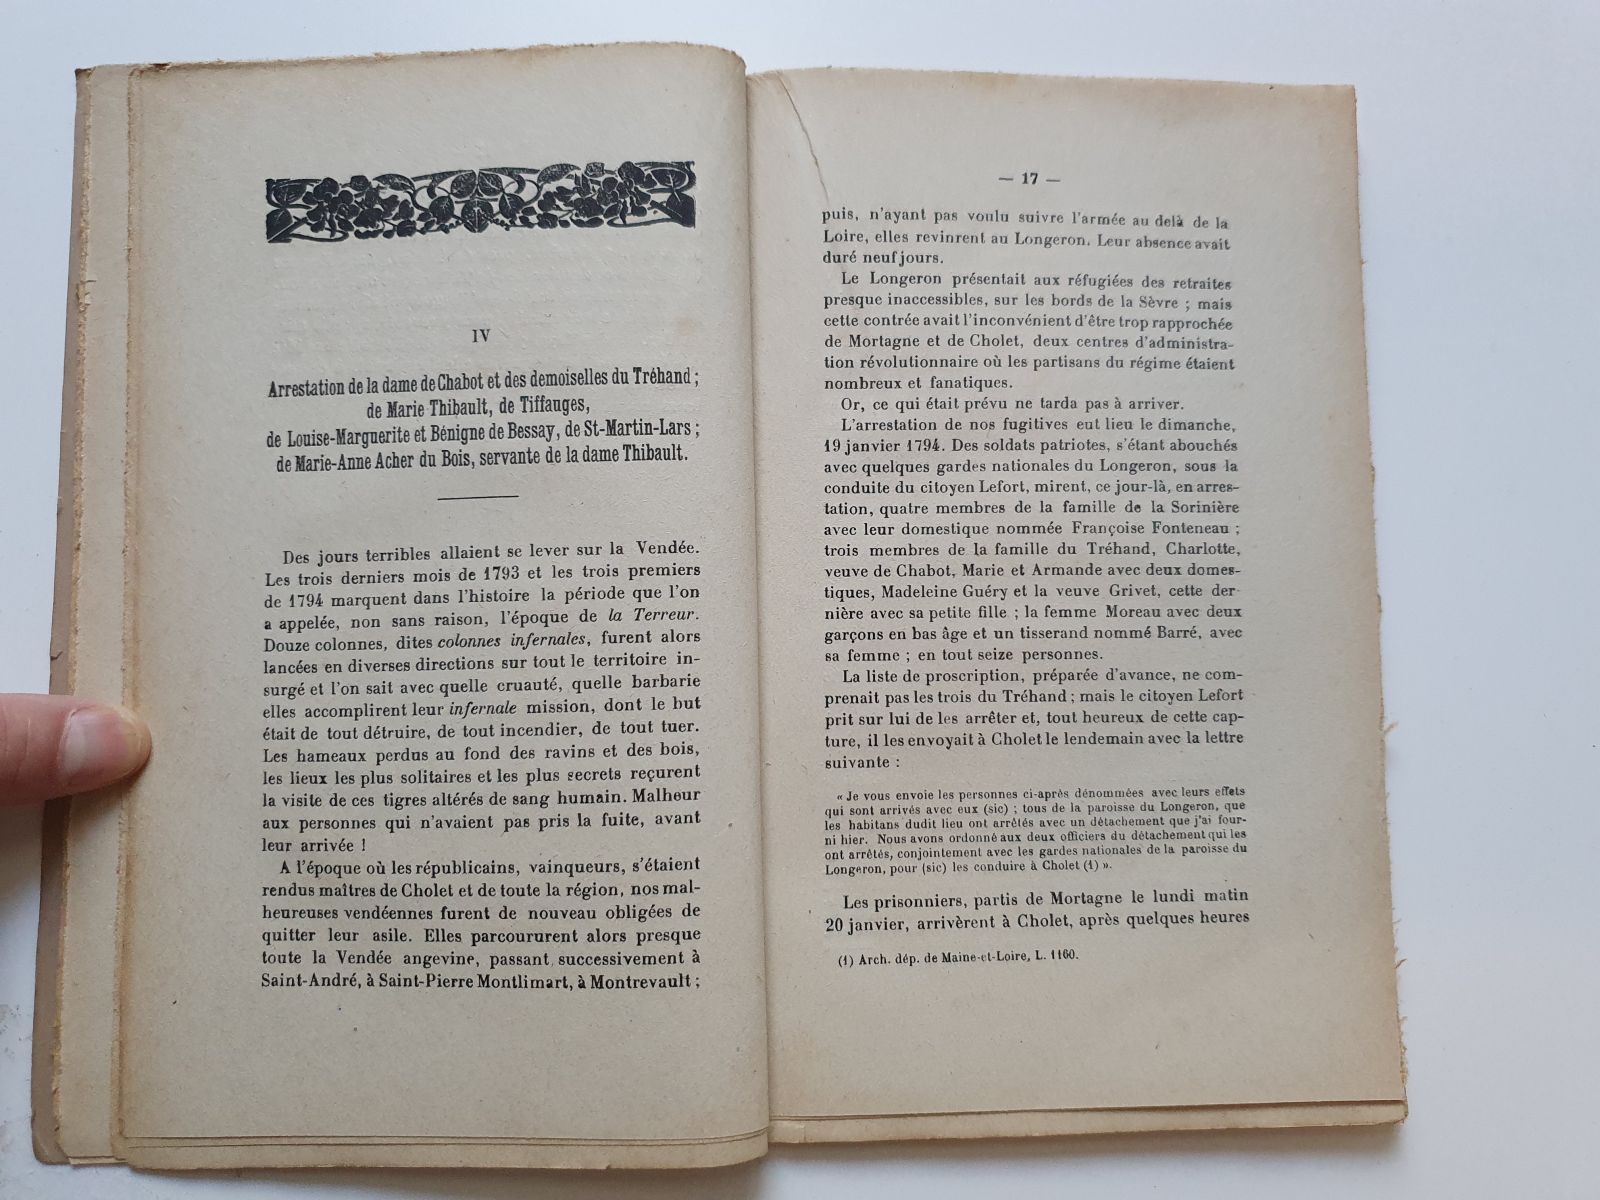 IV
Arrestation de la dame de Chabot et des demoiselles du Tréhand ;
de Marie Thibault, de Tiffauges,
de Louise-Marguerite et Bénigne de Bessay, de St-Martin-Lars ;
de Marie-Anne Acher du Bois, servante de la dame Thibault.
Des jours terribles allaient se lever sur la Vendée.
Les trois derniers mois de 1793 et les trois premiers
de 1794 marquent dans l'histoire la période que l'on
a appelée, non sans raison, l'époque de la Terreur.
Douze colonnes, dites colonnes infernales, furent alors
lancées en diverses directions sur tout le territoire in-
surgé et l'on sait avec quelle cruauté, quelle barbarie
elles accomplirent leur infernale mission, dont le but
était de tout détruire, de tout incendier, de tout tuer.
Les hameaux perdus au fond des ravins et des bois,
les lieux les plus solitaires et les plus secrets reçurent
la visite de ces tigres altérés de sang humain. Malheur
aux personnes qui n'avaient pas pris la fuite, avant
leur arrivée !
A l'époque où les républicains, vainqueurs, s'étaient
rendus maîtres de Cholet et de toute la région, nos mal-
heureuses vendéennes furent de nouveau obligées de
quitter leur asile. Elles parcoururent alors presque
toute la Vendée angevine, passant successivement à
Saint-André, à Saint-Pierre Montlimart, à Montrevault ;
— 17 —
puis, n'ayant pas voulu suivre l'armée au delà de la
Loire, elles revinrent au Longeron. Leur absence avait
duré neuf jours.
Le Longeron présentait aux réfugiées des retraites
presque inaccessibles, sur les bords de la Sèvre ; mais
cette contrée avait l'inconvénient d'être trop rapprochée
de Mortagne et de Cholet, deux centres d'administra-
tion révolutionnaire où les partisans du régime étaient
nombreux et fanatiques.
Or, ce qui était prévu ne tarda pas à arriver.
L'arrestation de nos fugitives eut lieu le dimanche,
19 janvier 1794. Des soldats patriotes, s'étant abouchés
avec quelques gardes nationales du Longeron, sous la
conduite du citoyen Lefort, mirent, ce jour-là, en arres-
tation, quatre membres de la famille de la Sorinière
avec leur domestique nommée Françoise Fonteneau ;
trois membres de la famille du Tréhand, Charlotte,
veuve de Chabot, Marie et Armande avec deux domes-
tiques, Madeleine Guéry et la veuve Grivet, cette der-
nière avec sa petite fille ; la femme Moreau avec deux
garçons en bas âge et un tisserand nommé Barré, avec
sa femme ; en tout seize personnes.
La liste de proscription, préparée d'avance, ne com-
prenait pas les trois du Tréhand ; mais le citoyen Lefort
prit sur lui de les arrêter et, tout heureux de cette cap-
ture, il les envoyait à Cholet le lendemain avec la lettre
suivante :
« Je vous envoie les personnes ci-après dénommées avec leurs effets
qui sont arrivés avec eux (sic) ; tous de la paroisse du Longeron, que
les habitans dudit lieu ont arrêtés avec un détachement que j'ai four-
ni hier. Nous avons ordonné aux deux officiers du détachement qui les
ont arrêtés, conjointement avec les gardes nationales de la paroisse du
Longeron, pour (sic) les conduire à Cholet (1) ».
Les prisonniers, partis de Mortagne le lundi matin
20 janvier, arrivèrent à Cholet, après quelques heures
(1) Arch. dép. de Maine-et-Loire, L. 1160.